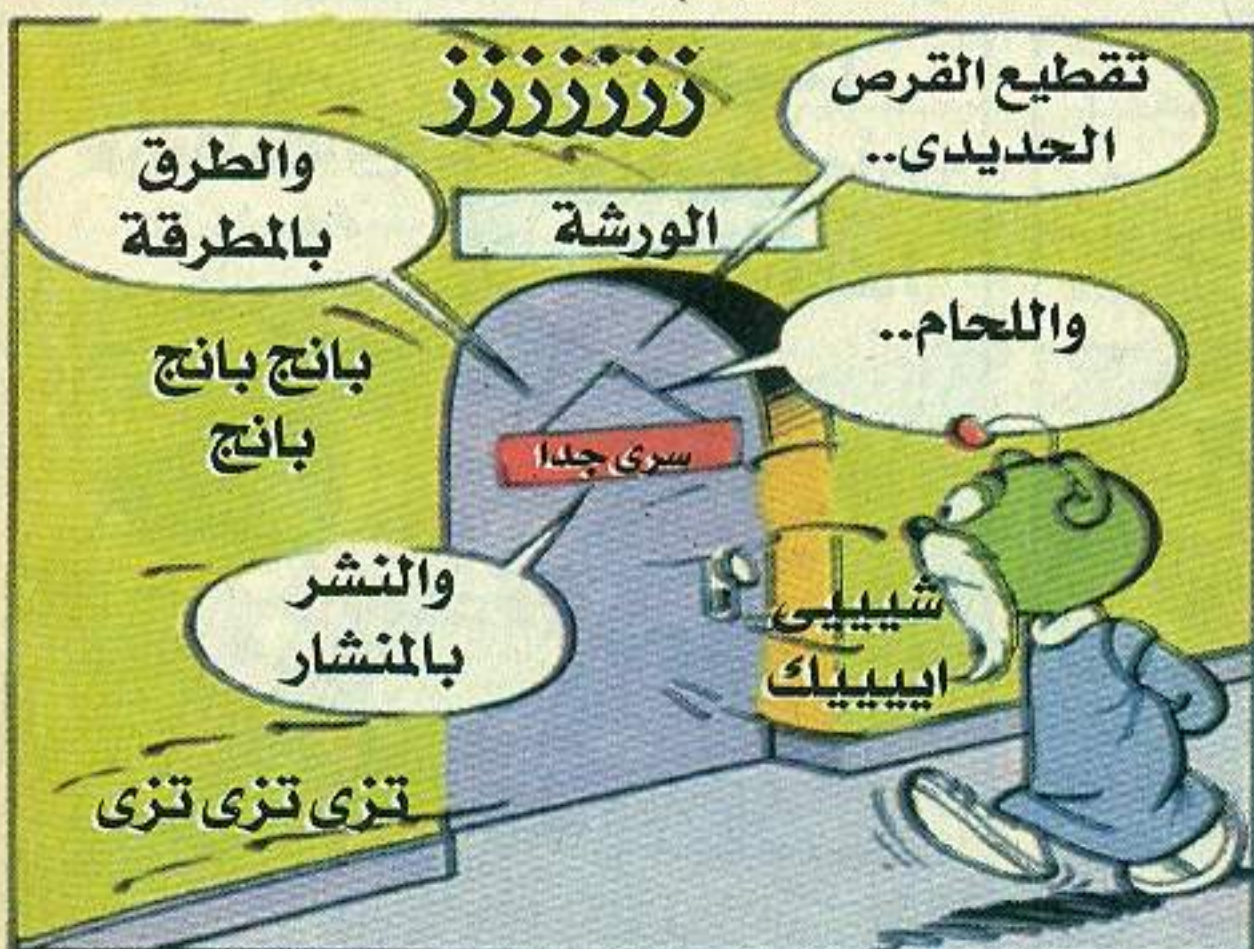 زززززززز
تقطيع القرص
الحديدى..
والطرق
بالمطرقة
الورشة
واللحام..
بانج بانج
بانج
سرى جدا
والنشر
بالمنشار
شيييى
اييييك
تزى تزى تزى